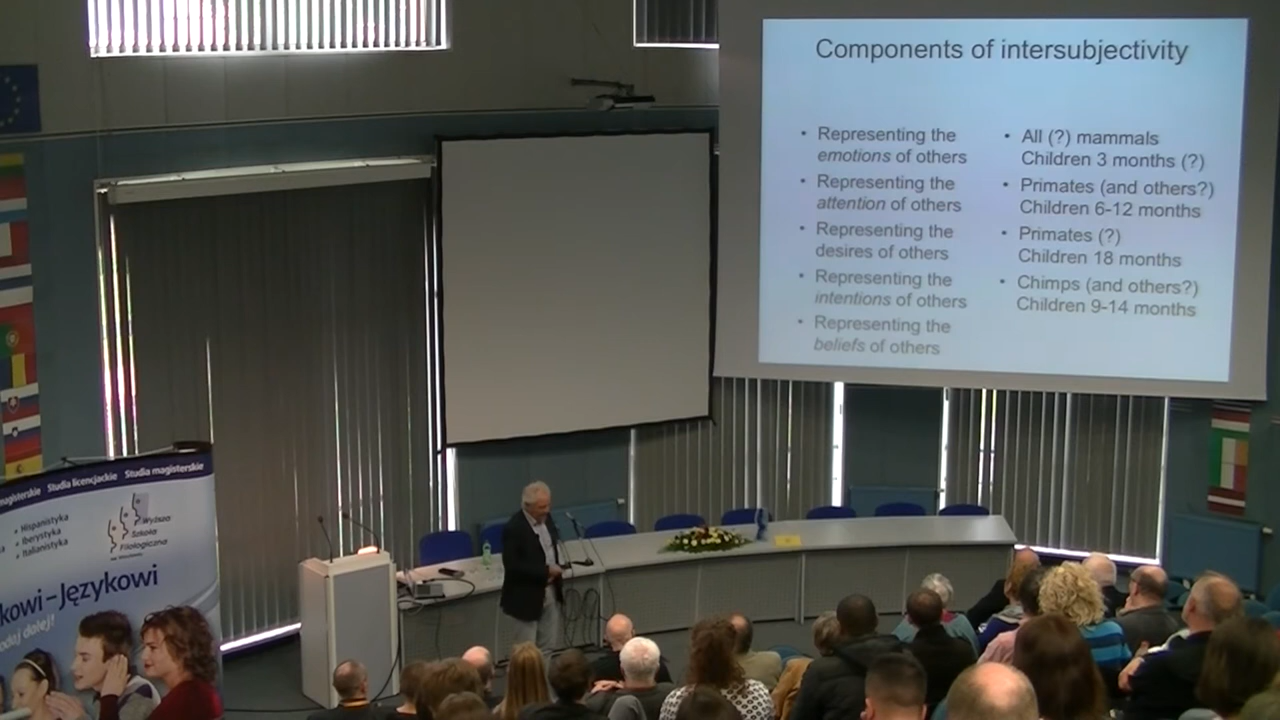 Components of intersubjectivity
• Representing the
emotions of others
• Representing the
attention of others
• Representing the
desires of others
• Representing the
intentions of others
• Representing the
beliefs of others
• All (?) mammals
Children 3 months (?)
• Primates (and others?)
Children 6-12 months
• Primates (?)
Children 18 months
• Chimps (and others?)
Children 9-14 months
magisterskie Studia licencjackie Studia magisterskie
• Hispanistyka
• Iberystyka
• Italianistyka
Wyższa
Szkoła
Filologiczna
kowi–Językowi
dalej!